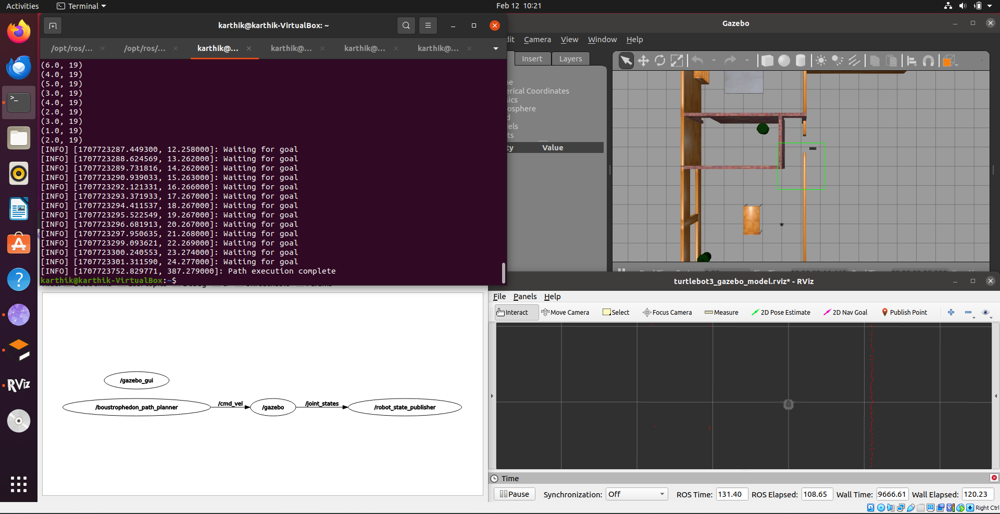 Activities
Terminal
Feb 12 10:21
karthik@karthik-VirtualBox: ~
/opt/ros/...
/opt/ros/...
karthik@...
karthik@...
karthik@...
karthik@...
(6.0, 19)
(4.0, 19)
(5.0, 19)
(3.0, 19)
(4.0, 19)
(2.0, 19)
(3.0, 19)
(1.0, 19)
(2.0, 19)
[INFO] [1707723287.449300, 12.258000]: Waiting for goal
[INFO] [1707723288.624569, 13.262000]: Waiting for goal
[INFO] [1707723289.731816, 14.262000]: Waiting for goal
[INFO] [1707723290.939033, 15.263000]: Waiting for goal
[INFO] [1707723292.121331, 16.266000]: Waiting for goal
[INFO] [1707723293.371933, 17.267000]: Waiting for goal
[INFO] [1707723294.411537, 18.267000]: Waiting for goal
[INFO] [1707723295.522549, 19.267000]: Waiting for goal
[INFO] [1707723296.681913, 20.267000]: Waiting for goal
[INFO] [1707723297.950635, 21.268000]: Waiting for goal
[INFO] [1707723299.093621, 22.269000]: Waiting for goal
[INFO] [1707723300.240553, 23.274000]: Waiting for goal
[INFO] [1707723301.311590, 24.277000]: Waiting for goal
[INFO] [1707723752.829771, 387.279000]: Path execution complete
karthik@karthik-VirtualBox:~$
Gazebo
dit Camera View Window Help
Insert Layers
ne
erical Coordinates
sics
osphere
d
lels
ts
ty Value
/gazebo_gui
/boustrophedon_path_planner
/cmd_vel
/gazebo
/joint_states
/robot_state_publisher
turtlebot3_gazebo_model.rviz* - RViz
File Panels Help
Interact Move Camera Select Focus Camera Measure 2D Pose Estimate 2D Nav Goal Publish Point
Time
Pause Synchronization: Off ROS Time: 131.40 ROS Elapsed: 108.65 Wall Time: 9666.61 Wall Elapsed: 120.23
Right Ctrl
RViz